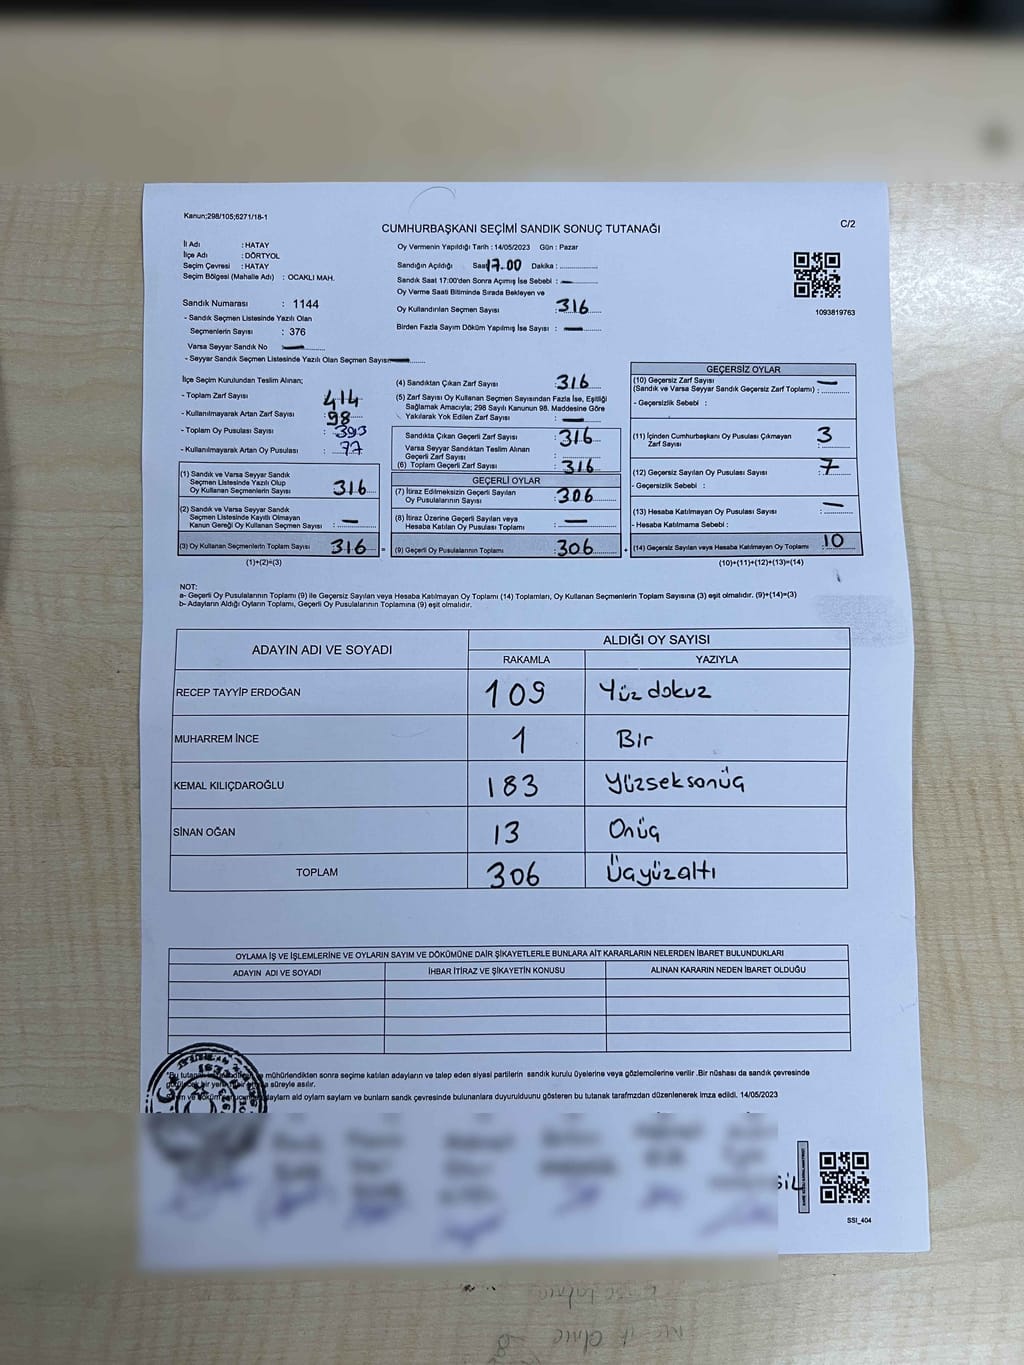 Kanun;298/105;6271/18-1
C/2
CUMHURBAŞKANI SEÇİMİ SANDIK SONUÇ TUTANAĞI
İl Adı : HATAY
İlçe Adı : DÖRTYOL
Seçim Çevresi : HATAY
Seçim Bölgesi (Mahalle Adı) : OCAKLI MAH.
Oy Vermenin Yapıldığı Tarih : 14/05/2023 Gün : Pazar
Sandığın Açıldığı Saat 17.00 Dakika : ..............
Sandık Saat 17:00'den Sonra Açımış İse Sebebi : —
Oy Verme Saati Bitiminde Sırada Bekleyen ve
Oy Kullandırılan Seçmen Sayısı : 316
Birden Fazla Sayım Döküm Yapılmış İse Sayısı : —
1093819763
Sandık Numarası : 1144
- Sandık Seçmen Listesinde Yazılı Olan
Seçmenlerin Sayısı : 376
Varsa Seyyar Sandık No —
- Seyyar Sandık Seçmen Listesinde Yazılı Olan Seçmen Sayısı —
İlçe Seçim Kurulundan Teslim Alınan;
- Toplam Zarf Sayısı : 414
- Kullanılmayarak Artan Zarf Sayısı : 98
- Toplam Oy Pusulası Sayısı : 393
- Kullanılmayarak Artan Oy Pusulası : 77
(1) Sandık ve Varsa Seyyar Sandık
Seçmen Listesinde Yazılı Olup
Oy Kullanan Seçmenlerin Sayısı 316
(2) Sandık ve Varsa Seyyar Sandık
Seçmen Listesinde Kayıtlı Olmayan
Kanun Gereği Oy Kullanan Seçmen Sayısı : —
(3) Oy Kullanan Seçmenlerin Toplam Sayısı 316
(1)+(2)=(3)
(4) Sandıktan Çıkan Zarf Sayısı 316
(5) Zarf Sayısı Oy Kullanan Seçmen Sayısından Fazla İse, Eşitliği
Sağlamak Amacıyla; 298 Sayılı Kanunun 98. Maddesine Göre
Yakılarak Yok Edilen Zarf Sayısı : —
Sandıkta Çıkan Geçerli Zarf Sayısı : 316
Varsa Seyyar Sandıktan Teslim Alınan
Geçerli Zarf Sayısı :
(6) Toplam Geçerli Zarf Sayısı : 316
GEÇERLİ OYLAR
(7) İtiraz Edilmeksizin Geçerli Sayılan
Oy Pusulalarının Sayısı : 306
(8) İtiraz Üzerine Geçerli Sayılan veya
Hesaba Katılan Oy Pusulası Toplamı : —
= (9) Geçerli Oy Pusulalarının Toplamı : 306
GEÇERSİZ OYLAR
(10) Geçersiz Zarf Sayısı
(Sandık ve Varsa Seyyar Sandık Geçersiz Zarf Toplamı) : —
- Geçersizlik Sebebi :
(11) İçinden Cumhurbaşkanı Oy Pusulası Çıkmayan
Zarf Sayısı 3
(12) Geçersiz Sayılan Oy Pusulası Sayısı 7
- Geçersizlik Sebebi :
(13) Hesaba Katılmayan Oy Pusulası Sayısı —
- Hesaba Katılmama Sebebi :
+ (14) Geçersiz Sayılan veya Hesaba Katılmayan Oy Toplamı : 10
(10)+(11)+(12)+(13)=(14)
NOT:
a- Geçerli Oy Pusulalarının Toplamı (9) ile Geçersiz Sayılan veya Hesaba Katılmayan Oy Toplamı (14) Toplamları, Oy Kullanan Seçmenlerin Toplam Sayısına (3) eşit olmalıdır. (9)+(14)=(3)
b- Adayların Aldığı Oyların Toplamı, Geçerli Oy Pusulalarının Toplamına (9) eşit olmalıdır.
ADAYIN ADI VE SOYADI ALDIĞI OY SAYISI
RAKAMLA YAZIYLA
RECEP TAYYİP ERDOĞAN 109 Yüz dokuz
MUHARREM İNCE 1 Bir
KEMAL KILIÇDAROĞLU 183 Yüzseksonüç
SİNAN OĞAN 13 Onüç
TOPLAM 306 Üçyüzaltı
OYLAMA İŞ VE İŞLEMLERİNE VE OYLARIN SAYIM VE DÖKÜMÜNE DAİR ŞİKAYETLERLE BUNLARA AİT KARARLARIN NELERDEN İBARET BULUNDUKLARI
ADAYIN ADI VE SOYADI İHBAR İTİRAZ VE ŞİKAYETİN KONUSU ALINAN KARARIN NEDEN İBARET OLDUĞU
*Bu tutanak mühürlendikten sonra seçime katılan adayların ve talep eden siyasi partilerin sandık kurulu üyelerine veya gözlemcilerine verilir .Bir nüshası da sandık çevresinde
bir yere süreyle asılır.
ald oylarn saylarn ve bunlarn sandk çevresinde bulunanlara duyurulduunu gösteren bu tutanak tarafmzdan düzenlenerek imza edildi. 14/05/2023
SSI_404